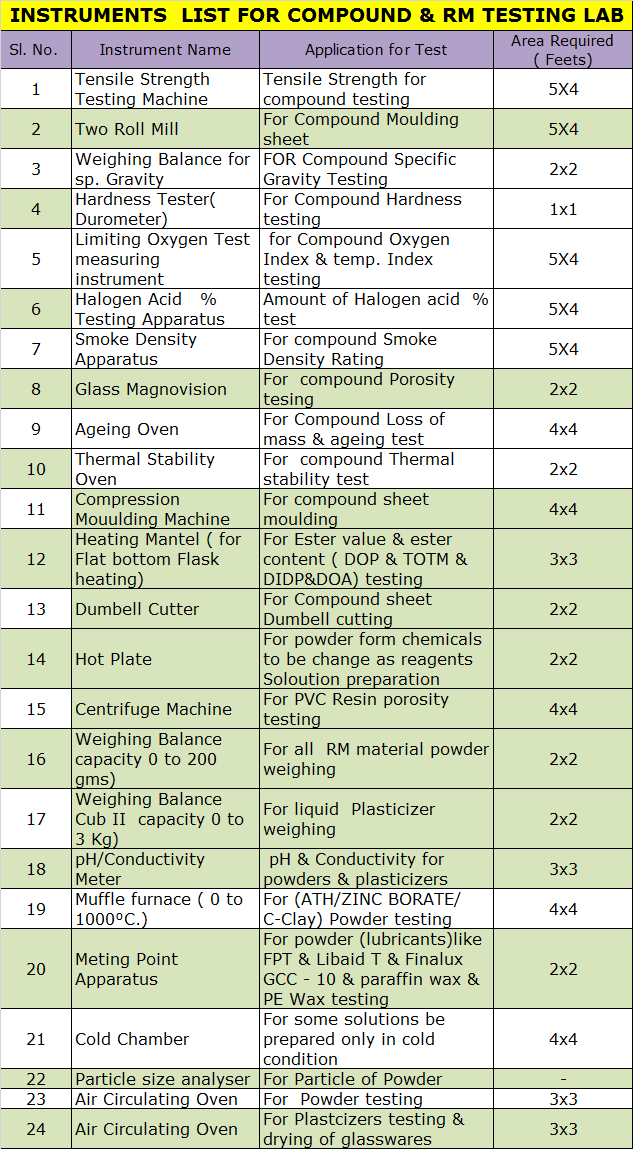 INSTRUMENTS LIST FOR COMPOUND & RM TESTING LAB
Sl. No. Instrument Name Application for Test Area Required
( Feets)
1 Tensile Strength Testing Machine Tensile Strength for compound testing 5X4
2 Two Roll Mill For Compound Moulding sheet 5X4
3 Weighing Balance for sp. Gravity FOR Compound Specific Gravity Testing 2x2
4 Hardness Tester( Durometer) For Compound Hardness testing 1x1
5 Limiting Oxygen Test measuring instrument for Compound Oxygen Index & temp. Index testing 5X4
6 Halogen Acid % Testing Apparatus Amount of Halogen acid % test 5X4
7 Smoke Density Apparatus For compound Smoke Density Rating 5X4
8 Glass Magnovision For compound Porosity tesing 2x2
9 Ageing Oven For Compound Loss of mass & ageing test 4x4
10 Thermal Stability Oven For compound Thermal stability test 2x2
11 Compression Mouulding Machine For compound sheet moulding 4x4
12 Heating Mantel ( for Flat bottom Flask heating) For Ester value & ester content ( DOP & TOTM & DIDP&DOA) testing 3x3
13 Dumbell Cutter For Compound sheet Dumbell cutting 2x2
14 Hot Plate For powder form chemicals to be change as reagents Soloution preparation 2x2
15 Centrifuge Machine For PVC Resin porosity testing 4x4
16 Weighing Balance capacity 0 to 200 gms) For all RM material powder weighing 2x2
17 Weighing Balance Cub II capacity 0 to 3 Kg) For liquid Plasticizer weighing 2x2
18 pH/Conductivity Meter pH & Conductivity for powders & plasticizers 3x3
19 Muffle furnace ( 0 to 1000ºC.) For (ATH/ZINC BORATE/ C-Clay) Powder testing 4x4
20 Meting Point Apparatus For powder (lubricants)like FPT & Libaid T & Finalux GCC - 10 & paraffin wax & PE Wax testing 2x2
21 Cold Chamber For some solutions be prepared only in cold condition 4x4
22 Particle size analyser For Particle of Powder -
23 Air Circulating Oven For Powder testing 3x3
24 Air Circulating Oven For Plastcizers testing & drying of glasswares 3x3